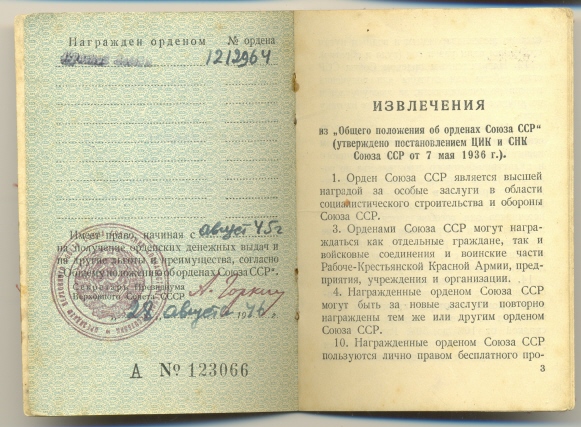 Награжден орденом № ордена
1212964
Имеет право, начиная с август 45 г
на получение орденских денежных выдач и
на другие льготы и преимущества, согласно
„Общему положению об орденах Союза ССР“.
Секретарь Президиума
Верховного Совета СССР А. Горкин
28 августа 1946 г.
А № 123066
ИЗВЛЕЧЕНИЯ
из „Общего положения об орденах Союза ССР“
(утверждено постановлением ЦИК и СНК
Союза ССР от 7 мая 1936 г.).
1. Орден Союза ССР является высшей
наградой за особые заслуги в области
социалистического строительства и обороны
Союза ССР.
3. Орденами Союза ССР могут награ-
ждаться как отдельные граждане, так и
войсковые соединения и воинские части
Рабоче-Крестьянской Красной Армии, пред-
приятия, учреждения и организации.
4. Награжденные орденом Союза ССР
могут быть за новые заслуги повторно
награждены тем же или другим орденом
Союза ССР.
10. Награжденные орденом Союза ССР
пользуются лично правом бесплатного про-
3